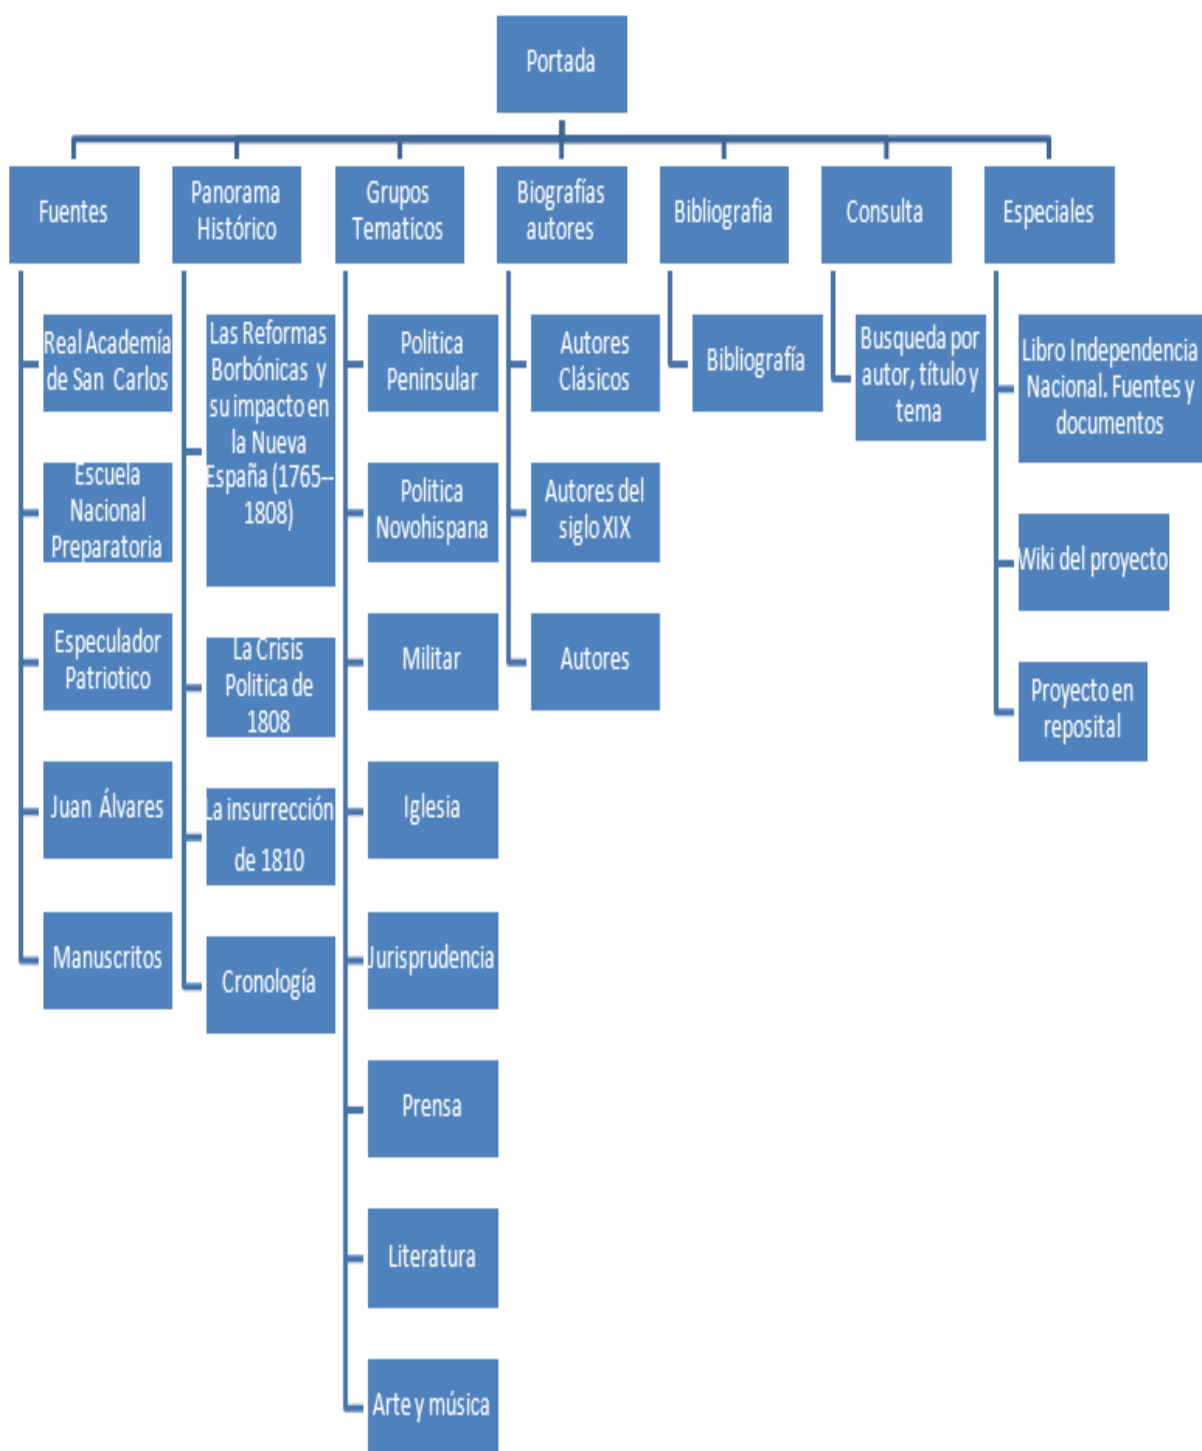 Portada
Fuentes
Panorama
Histórico
Grupos
Tematicos
Biografías
autores
Bibliografia
Consulta
Especiales
Real Academía
de San Carlos
Escuela
Nacional
Preparatoria
Especulador
Patriotico
Juan Álvares
Manuscritos
Las Reformas
Borbónicas y
su impacto en
la Nueva
España (1765--
1808)
La Crisis
Politica de
1808
La insurrección
de 1810
Cronología
Politica
Peninsular
Politica
Novohispana
Militar
Iglesia
Jurisprudencia
Prensa
Literatura
Arte y música
Autores
Clásicos
Autores del
siglo XIX
Autores
Bibliografía
Busqueda por
autor, título y
tema
Libro Independencia
Nacional. Fuentes y
documentos
Wiki del proyecto
Proyecto en
reposital